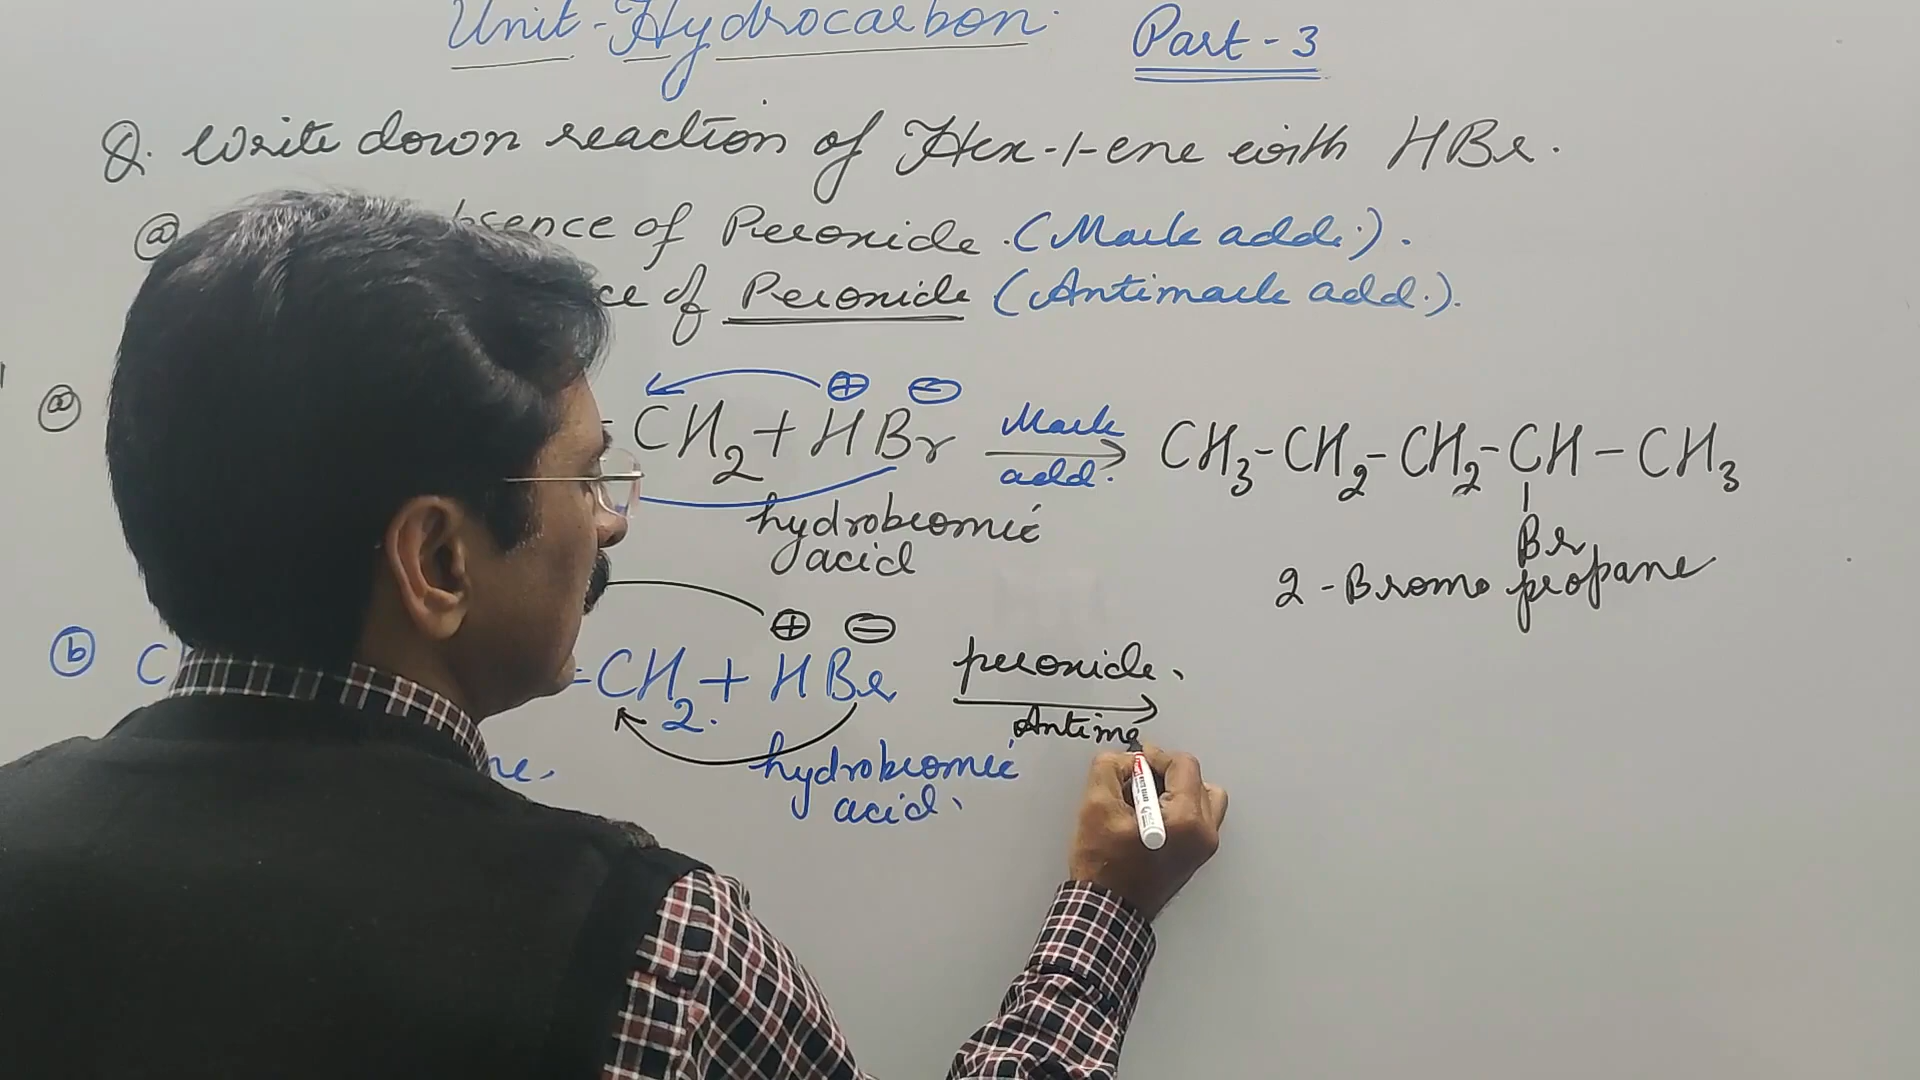 Unit-Hydrocarbon. Part-3
Q. Write down reaction of Hex-1-ene with HBr.
@ bsence of Peroxide.(Mark add:).
ce of Peroxide (Antimark add.).
ⓐ -CH2+HBr Mark add. CH3-CH2-CH2-CH-CH3
⊕ ⊖
Br
hydrobromic
acid
2-Bromo propane
ⓑ C =CH2.+HBr peroxide. Antima
⊕ ⊖
ne. hydrobromic
acid.